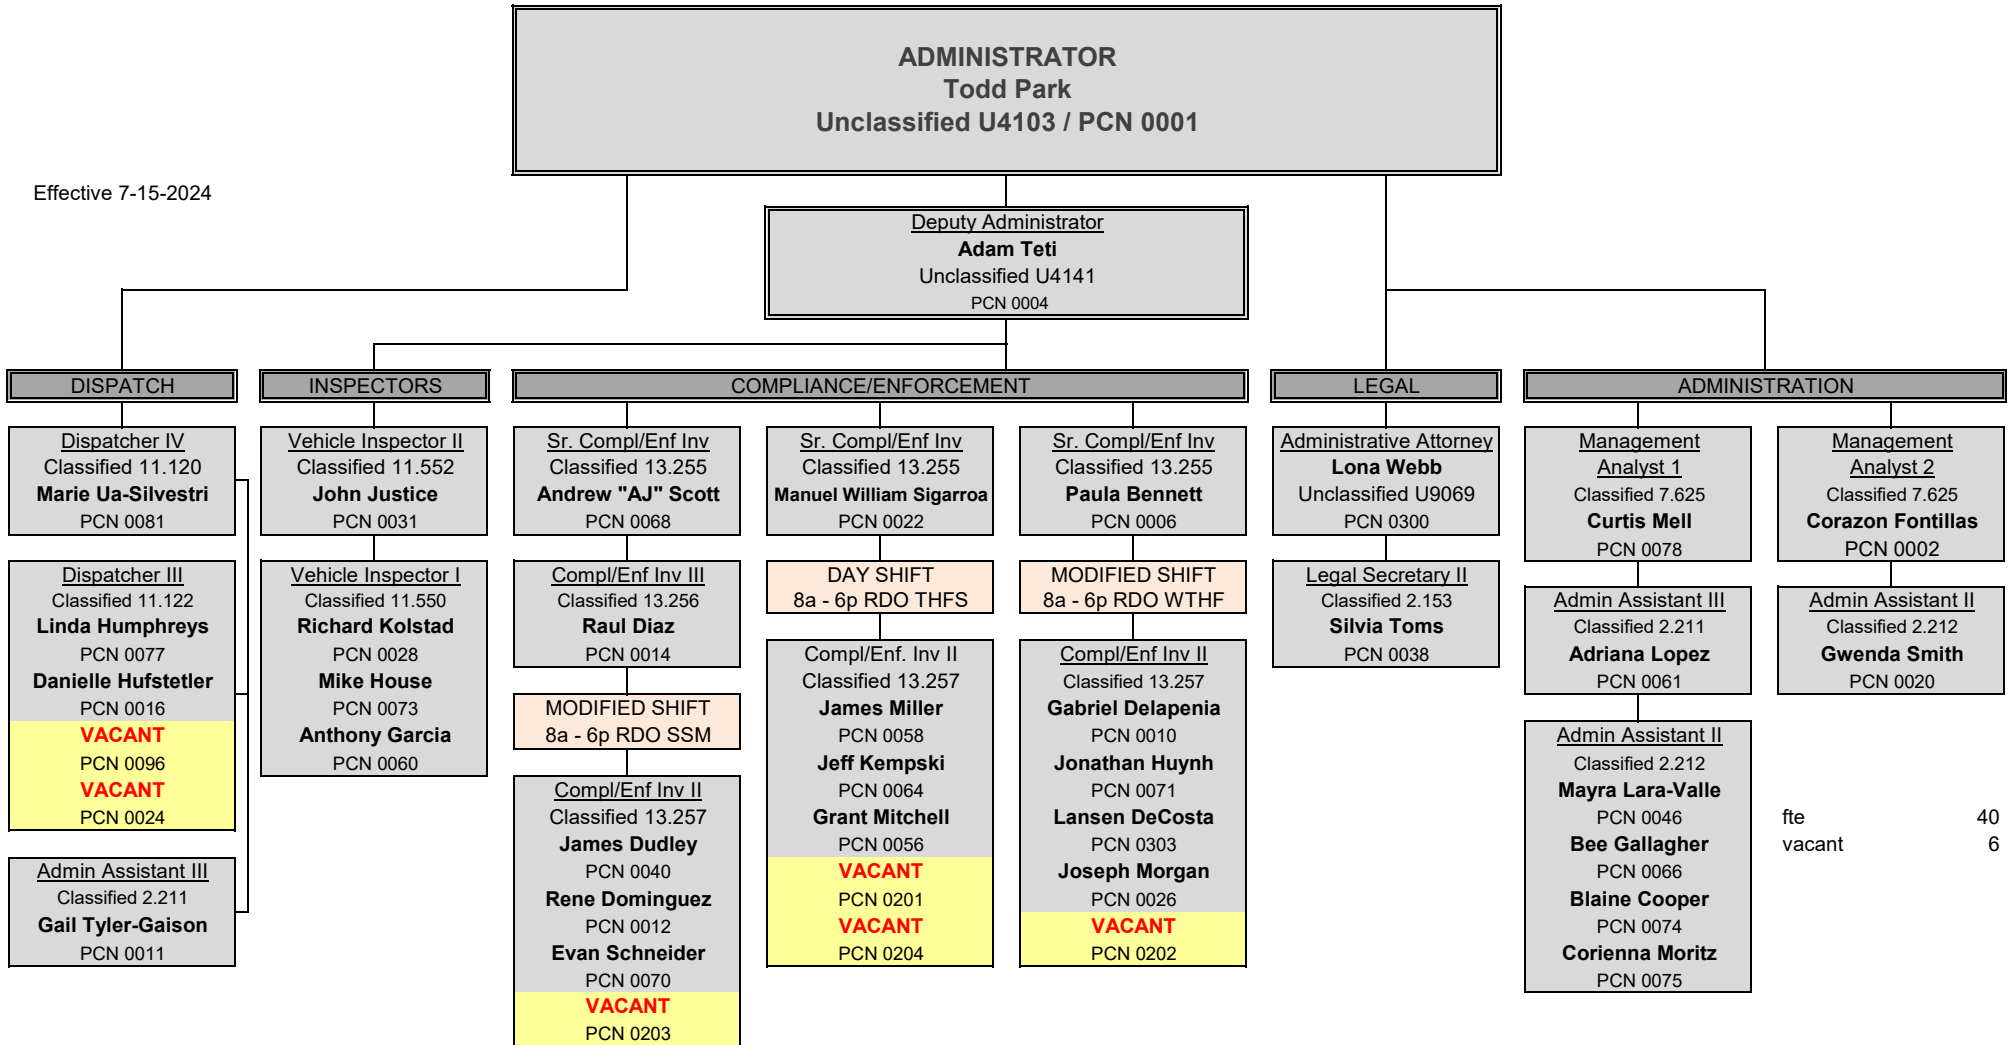 ADMINISTRATOR
Todd Park
Unclassified U4103 / PCN 0001
Effective 7-15-2024
Deputy Administrator
Adam Teti
Unclassified U4141
PCN 0004
DISPATCH
Dispatcher IV
Classified 11.120
Marie Ua-Silvestri
PCN 0081
Dispatcher III
Classified 11.122
Linda Humphreys
PCN 0077
Danielle Hufstetler
PCN 0016
VACANT
PCN 0096
VACANT
PCN 0024
Admin Assistant III
Classified 2.211
Gail Tyler-Gaison
PCN 0011
INSPECTORS
Vehicle Inspector II
Classified 11.552
John Justice
PCN 0031
Vehicle Inspector I
Classified 11.550
Richard Kolstad
PCN 0028
Mike House
PCN 0073
Anthony Garcia
PCN 0060
COMPLIANCE/ENFORCEMENT
Sr. Compl/Enf Inv
Classified 13.255
Andrew "AJ" Scott
PCN 0068
Compl/Enf Inv III
Classified 13.256
Raul Diaz
PCN 0014
MODIFIED SHIFT
8a - 6p RDO SSM
Compl/Enf Inv II
Classified 13.257
James Dudley
PCN 0040
Rene Dominguez
PCN 0012
Evan Schneider
PCN 0070
VACANT
PCN 0203
Sr. Compl/Enf Inv
Classified 13.255
Manuel William Sigarroa
PCN 0022
DAY SHIFT
8a - 6p RDO THFS
Compl/Enf. Inv II
Classified 13.257
James Miller
PCN 0058
Jeff Kempski
PCN 0064
Grant Mitchell
PCN 0056
VACANT
PCN 0201
VACANT
PCN 0204
Sr. Compl/Enf Inv
Classified 13.255
Paula Bennett
PCN 0006
MODIFIED SHIFT
8a - 6p RDO WTHF
Compl/Enf Inv II
Classified 13.257
Gabriel Delapenia
PCN 0010
Jonathan Huynh
PCN 0071
Lansen DeCosta
PCN 0303
Joseph Morgan
PCN 0026
VACANT
PCN 0202
LEGAL
Administrative Attorney
Lona Webb
Unclassified U9069
PCN 0300
Legal Secretary II
Classified 2.153
Silvia Toms
PCN 0038
ADMINISTRATION
Management
Analyst 1
Classified 7.625
Curtis Mell
PCN 0078
Admin Assistant III
Classified 2.211
Adriana Lopez
PCN 0061
Admin Assistant II
Classified 2.212
Mayra Lara-Valle
PCN 0046
Bee Gallagher
PCN 0066
Blaine Cooper
PCN 0074
Corienna Moritz
PCN 0075
Management
Analyst 2
Classified 7.625
Corazon Fontillas
PCN 0002
Admin Assistant II
Classified 2.212
Gwenda Smith
PCN 0020
fte 40
vacant 6